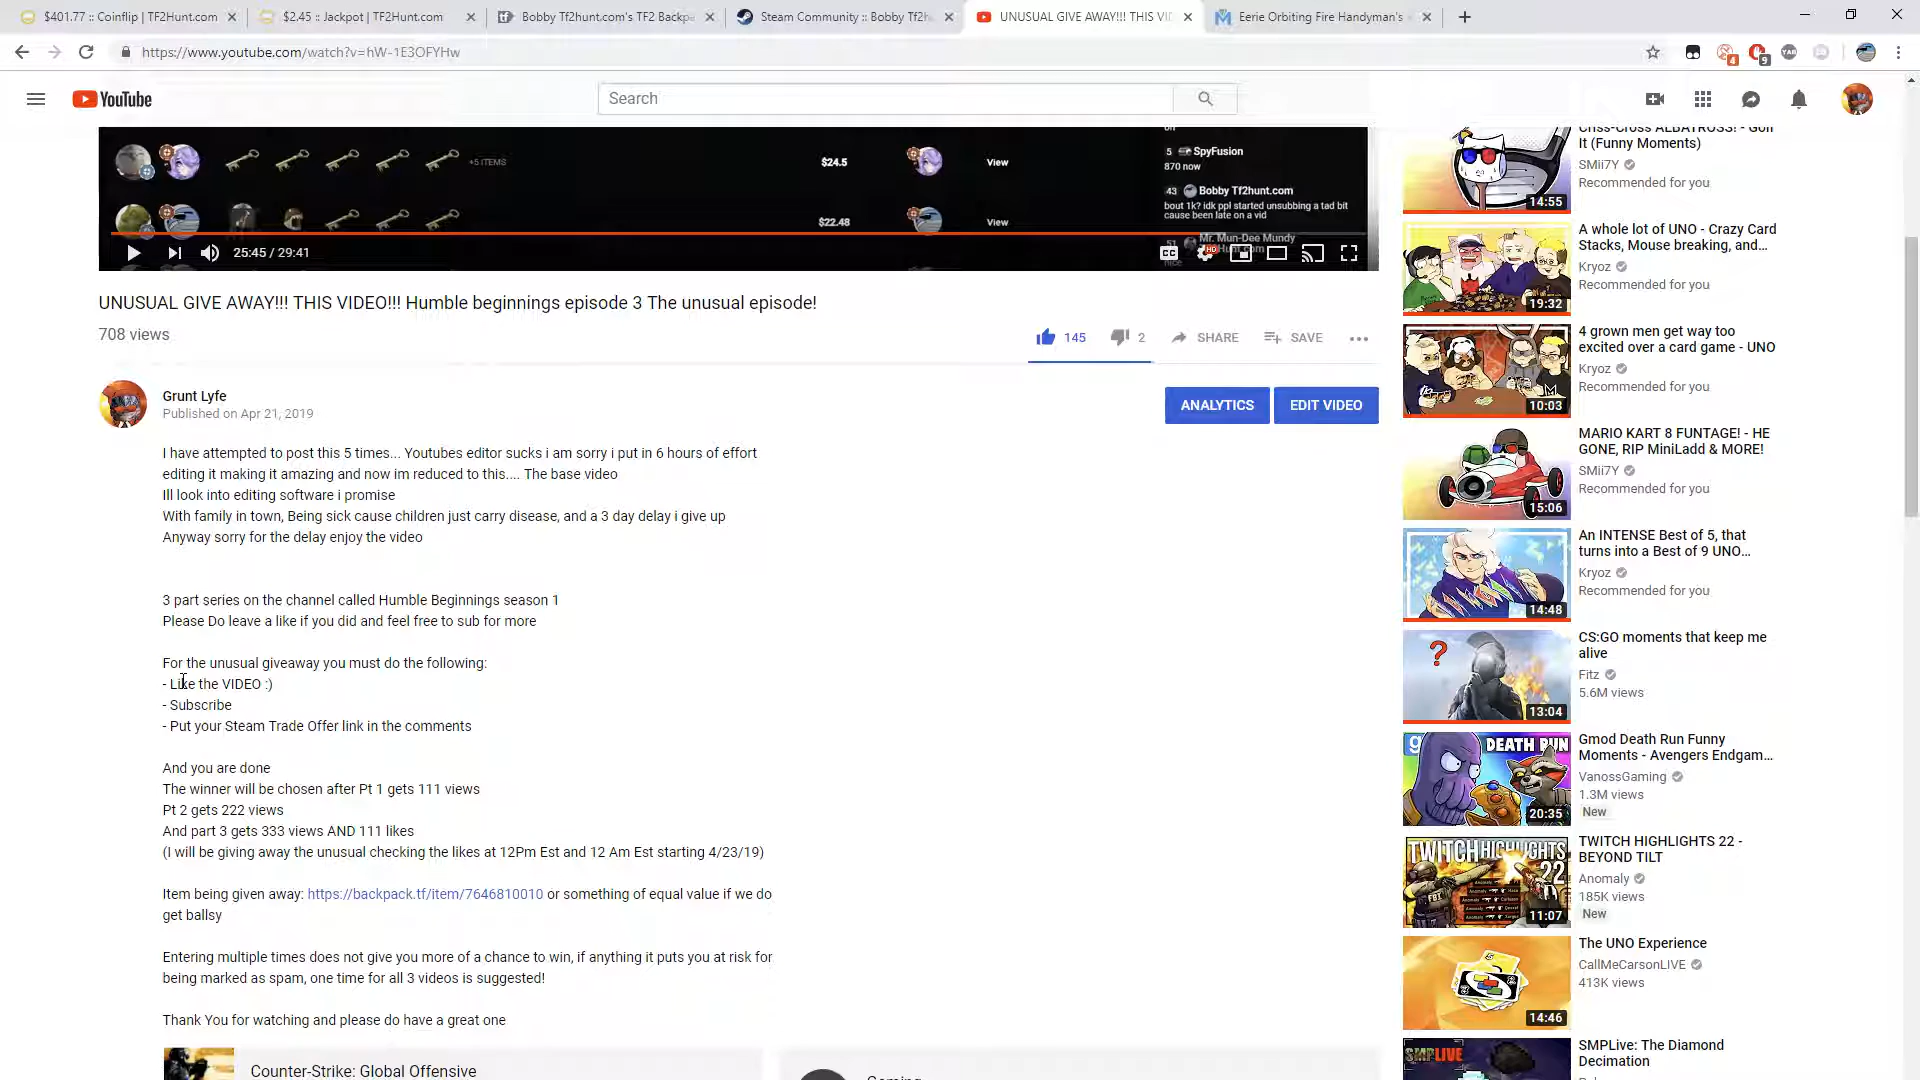 $401.77 :: Coinflip | TF2Hunt.com
$2.45 :: Jackpot | TF2Hunt.com
Bobby Tf2hunt.com's TF2 Backp
Steam Community :: Bobby Tf2h
UNUSUAL GIVE AWAY!!! THIS VI
Eerie Orbiting Fire Handyman's
https://www.youtube.com/watch?v=hW-1E3OFYHw
4
9
YouTube
Search
+5 ITEMS
$24.5
View
5 SpyFusion
870 now
43 Bobby Tf2hunt.com
bout 1k? idk ppl started unsubbing a tad bit
cause been late on a vid
$22.48
View
Mr. Mun-Dee Mundy
25:45 / 29:41
CC
HD
UNUSUAL GIVE AWAY!!! THIS VIDEO!!! Humble beginnings episode 3 The unusual episode!
708 views
145
2
SHARE
SAVE
Grunt Lyfe
Published on Apr 21, 2019
ANALYTICS
EDIT VIDEO
I have attempted to post this 5 times... Youtubes editor sucks i am sorry i put in 6 hours of effort
editing it making it amazing and now im reduced to this.... The base video
Ill look into editing software i promise
With family in town, Being sick cause children just carry disease, and a 3 day delay i give up
Anyway sorry for the delay enjoy the video
3 part series on the channel called Humble Beginnings season 1
Please Do leave a like if you did and feel free to sub for more
For the unusual giveaway you must do the following:
- Like the VIDEO :)
- Subscribe
- Put your Steam Trade Offer link in the comments
And you are done
The winner will be chosen after Pt 1 gets 111 views
Pt 2 gets 222 views
And part 3 gets 333 views AND 111 likes
(I will be giving away the unusual checking the likes at 12Pm Est and 12 Am Est starting 4/23/19)
Item being given away: https://backpack.tf/item/7646810010 or something of equal value if we do
get ballsy
Entering multiple times does not give you more of a chance to win, if anything it puts you at risk for
being marked as spam, one time for all 3 videos is suggested!
Thank You for watching and please do have a great one
Counter-Strike: Global Offensive
Gaming
Criss-Cross ALBATROSS! - Golf
It (Funny Moments)
SMii7Y
Recommended for you
14:55
A whole lot of UNO - Crazy Card
Stacks, Mouse breaking, and...
Kryoz
Recommended for you
19:32
4 grown men get way too
excited over a card game - UNO
Kryoz
Recommended for you
10:03
MARIO KART 8 FUNTAGE! - HE
GONE, RIP MiniLadd & MORE!
SMii7Y
Recommended for you
15:06
An INTENSE Best of 5, that
turns into a Best of 9 UNO...
Kryoz
Recommended for you
14:48
CS:GO moments that keep me
alive
Fitz
5.6M views
13:04
DEATH RUN
Gmod Death Run Funny
Moments - Avengers Endgam...
VanossGaming
1.3M views
New
20:35
TWITCH HIGHLIGHTS
22
TWITCH HIGHLIGHTS 22 -
BEYOND TILT
Anomaly
185K views
New
11:07
The UNO Experience
CallMeCarsonLIVE
413K views
14:46
SMPLIVE
SMPLive: The Diamond
Decimation